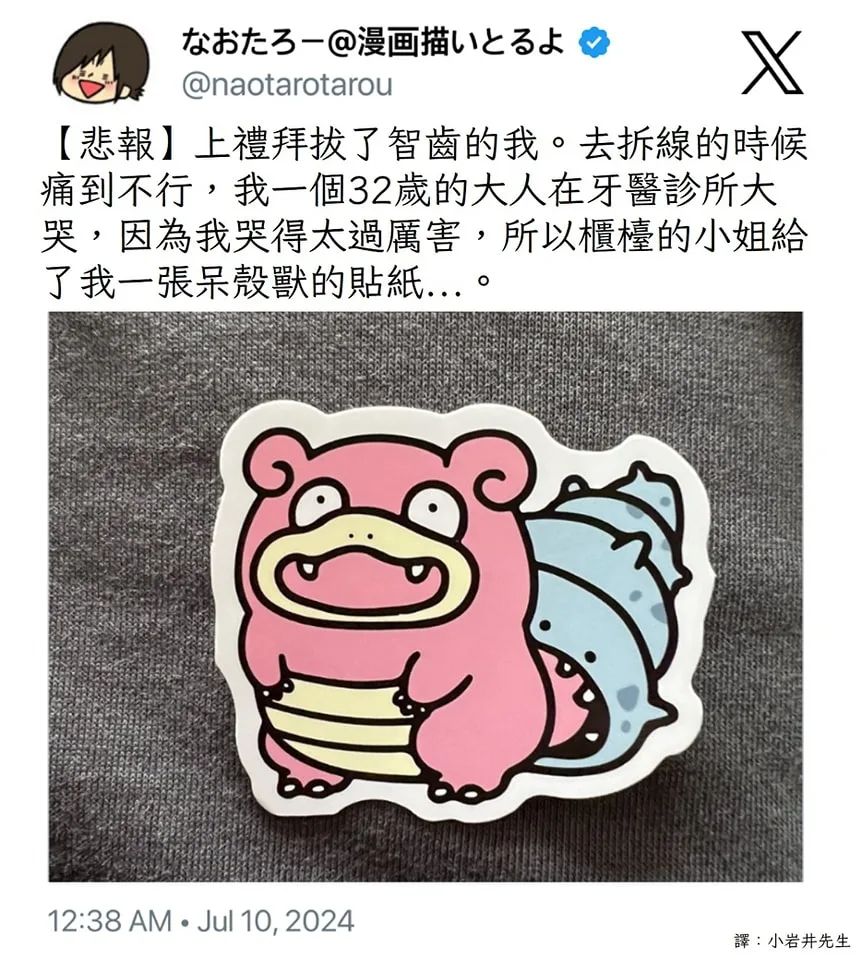 なおたろー@漫画描いとるよ
@naotarotarou
【悲報】上禮拜拔了智齒的我。去拆線的時候
痛到不行，我一個32歲的大人在牙醫診所大
哭，因為我哭得太過厲害，所以櫃檯的小姐給
了我一張呆殼獸的貼紙...。
12:38 AM • Jul 10, 2024
譯：小岩井先生